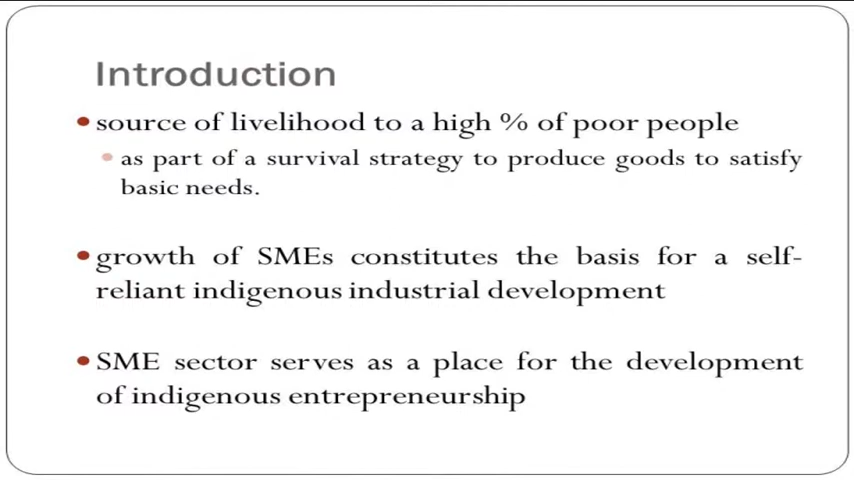 Introduction
source of livelihood to a high % of poor people
as part of a survival strategy to produce goods to satisfy
basic needs.
growth of SMEs constitutes the basis for a self-
reliant indigenous industrial development
SME sector serves as a place for the development
of indigenous entrepreneurship